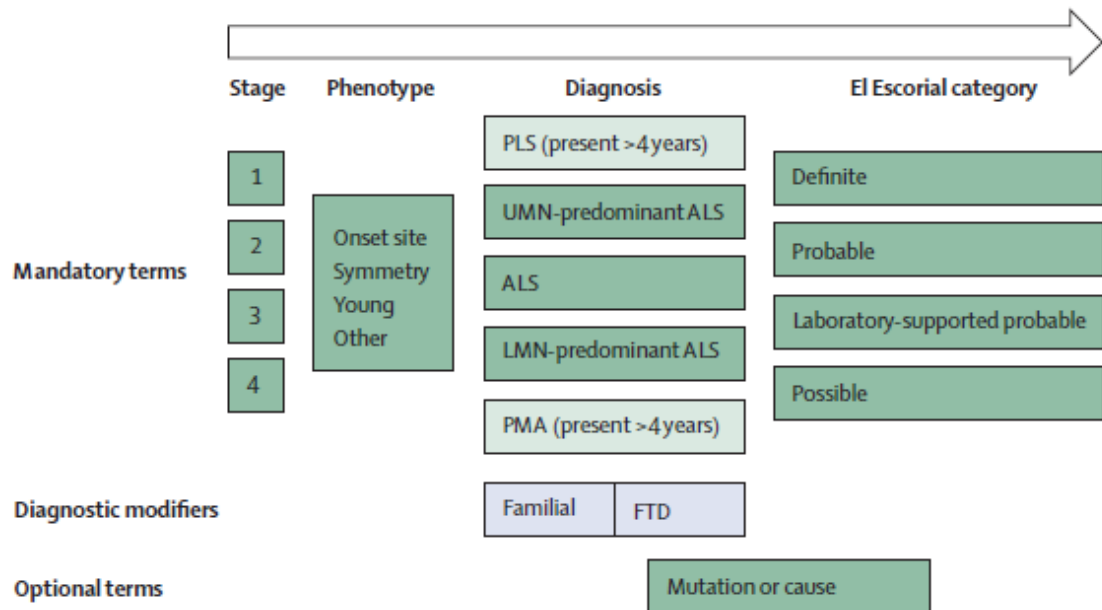 Stage
Phenotype
Diagnosis
El Escorial category
Mandatory terms
1
2
3
4
Onset site
Symmetry
Young
Other
PLS (present >4 years)
UMN-predominant ALS
ALS
LMN-predominant ALS
PMA (present >4 years)
Definite
Probable
Laboratory-supported probable
Possible
Diagnostic modifiers
Familial
FTD
Optional terms
Mutation or cause